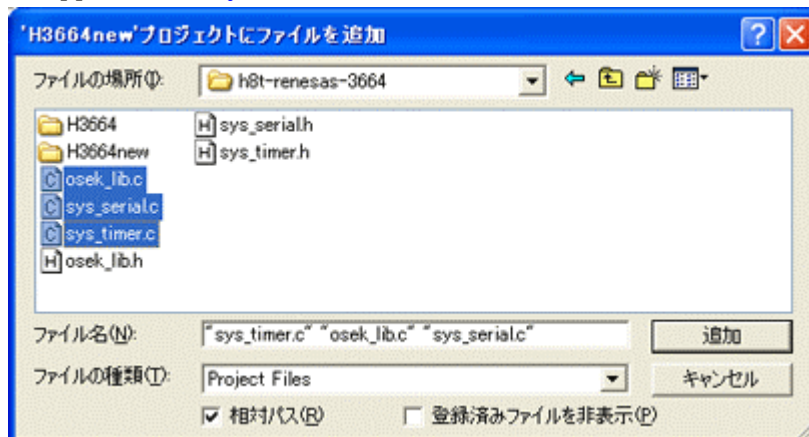 'H3664new'プロジェクトにファイルを追加
ファイルの場所(I):
h8t-renesas-3664
H3664
sys_serial.h
H3664new
sys_timer.h
osek_lib.c
sys_serial.c
sys_timer.c
osek_lib.h
ファイル名(N):
"sys_timer.c" "osek_lib.c" "sys_serial.c"
追加
ファイルの種類(T):
Project Files
キャンセル
相対パス(R)
登録済みファイルを非表示(P)